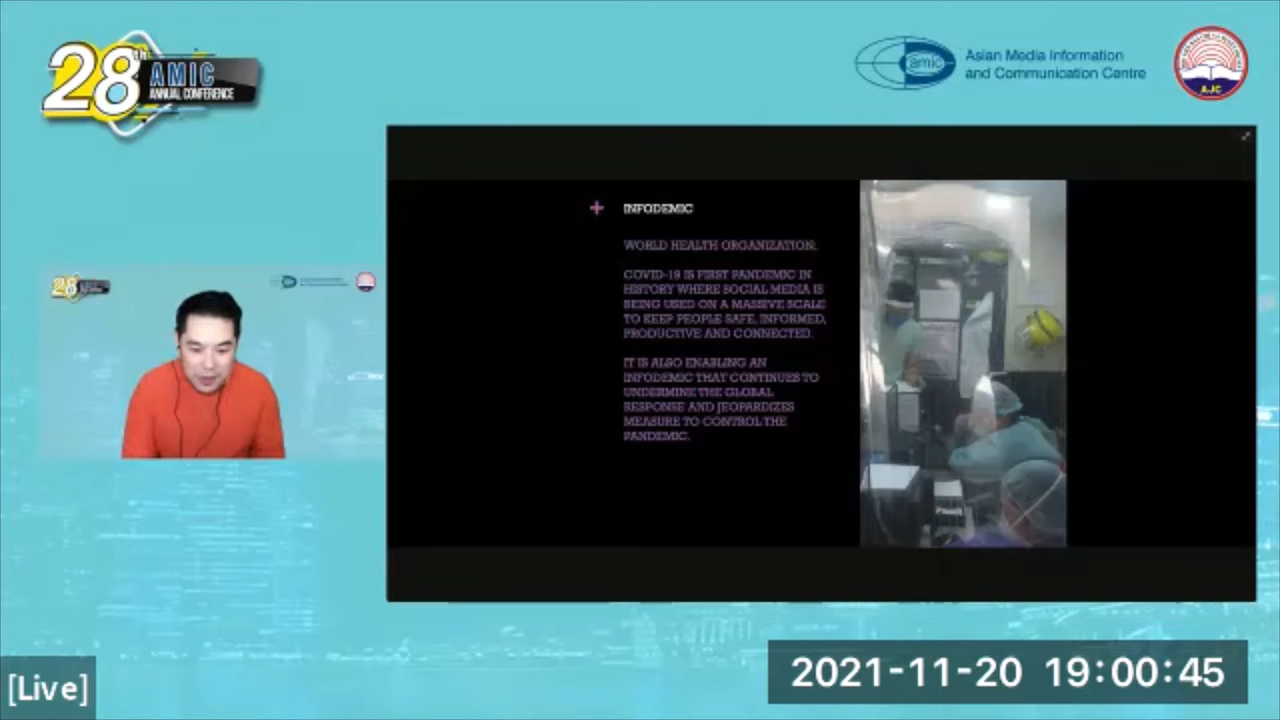 28th
AMIC
ANNUAL CONFERENCE
amic
Asian Media Information
and Communication Centre
AJC
28
INFODEMIC
WORLD HEALTH ORGANIZATION:
COVID-19 IS FIRST PANDEMIC IN
HISTORY WHERE SOCIAL MEDIA IS
BEING USED ON A MASSIVE SCALE
TO KEEP PEOPLE SAFE, INFORMED,
PRODUCTIVE AND CONNECTED.
IT IS ALSO ENABLING AN
INFODEMIC THAT CONTINUES TO
UNDERMINE THE GLOBAL
RESPONSE AND JEOPARDIZES
MEASURE TO CONTROL THE
PANDEMIC.
[Live]
2021-11-20 19:00:45